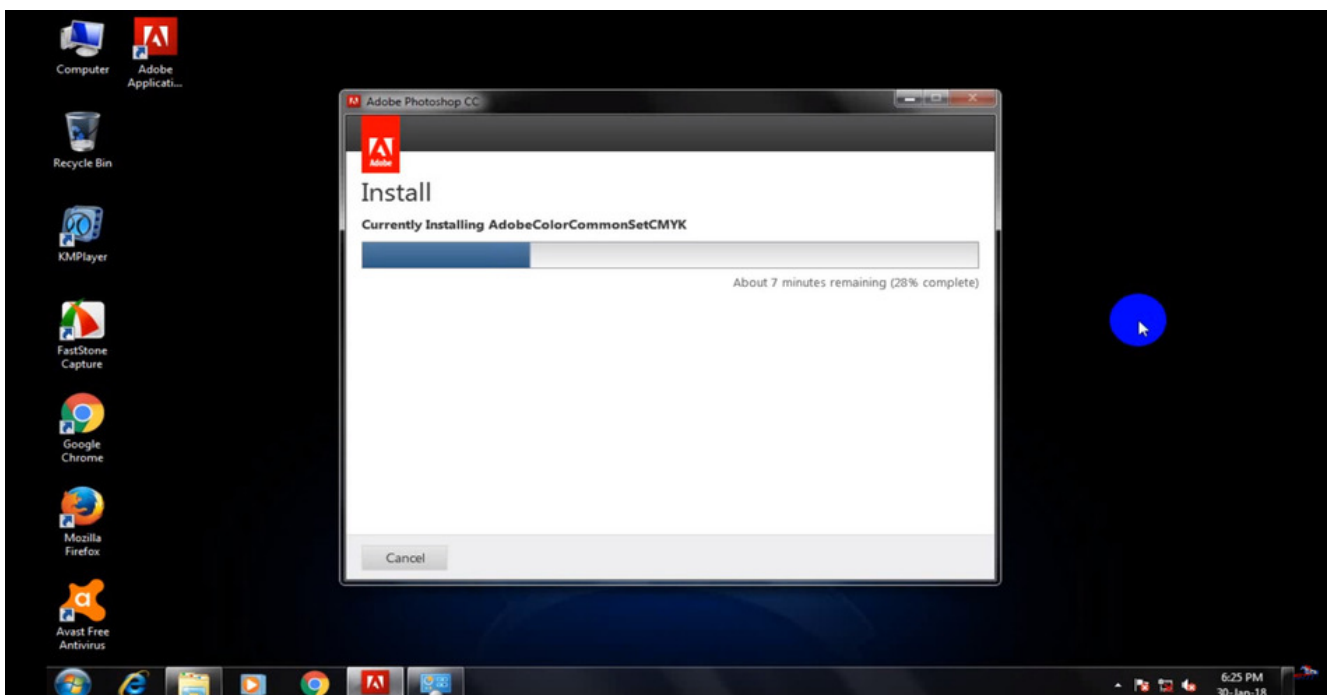 Computer
Adobe
Applicati...
Recycle Bin
KMPlayer
FastStone
Capture
Google
Chrome
Mozilla
Firefox
Avast Free
Antivirus
Adobe Photoshop CC
Adobe
Install
Currently Installing AdobeColorCommonSetCMYK
About 7 minutes remaining (28% complete)
Cancel
6:25 PM
30-Jan-18